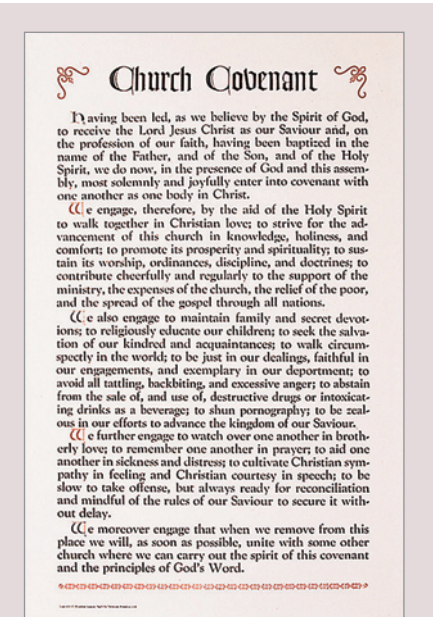 Church Covenant
Having been led, as we believe by the Spirit of God,
to receive the Lord Jesus Christ as our Saviour and, on
the profession of our faith, having been baptized in the
name of the Father, and of the Son, and of the Holy
Spirit, we do now, in the presence of God and this assem-
bly, most solemnly and joyfully enter into covenant with
one another as one body in Christ.
We engage, therefore, by the aid of the Holy Spirit
to walk together in Christian love; to strive for the ad-
vancement of this church in knowledge, holiness, and
comfort; to promote its prosperity and spirituality; to sus-
tain its worship, ordinances, discipline, and doctrines; to
contribute cheerfully and regularly to the support of the
ministry, the expenses of the church, the relief of the poor,
and the spread of the gospel through all nations.
We also engage to maintain family and secret devot-
ions; to religiously educate our children; to seek the salva-
tion of our kindred and acquaintances; to walk circum-
spectly in the world; to be just in our dealings, faithful in
our engagements, and exemplary in our deportment; to
avoid all tattling, backbiting, and excessive anger; to abstain
from the sale of, and use of, destructive drugs or intoxicat-
ing drinks as a beverage; to shun pornography; to be zeal-
ous in our efforts to advance the kingdom of our Saviour.
We further engage to watch over one another in broth-
erly love; to remember one another in prayer; to aid one
another in sickness and distress; to cultivate Christian sym-
pathy in feeling and Christian courtesy in speech; to be
slow to take offense, but always ready for reconciliation
and mindful of the rules of our Saviour to secure it with-
out delay.
We moreover engage that when we remove from this
place we will, as soon as possible, unite with some other
church where we can carry out the spirit of this covenant
and the principles of God's Word.